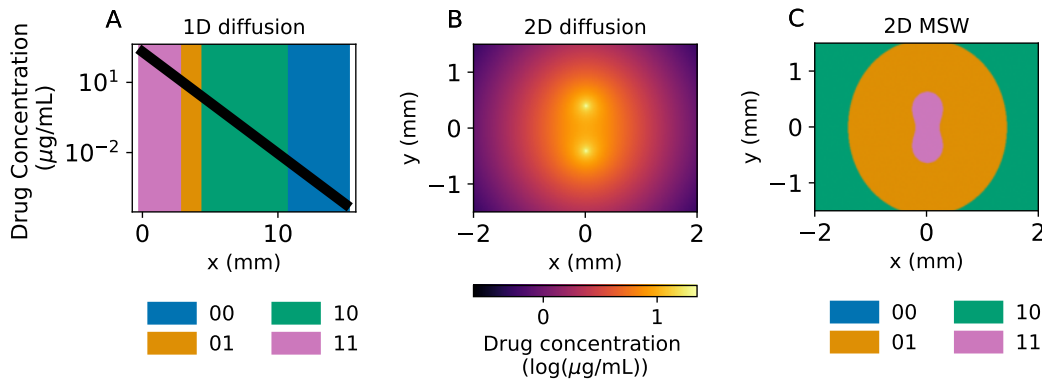 A
1D diffusion
Drug Concentration
(μg/mL)
10¹
10⁻²
0
10
x (mm)
00
10
01
11
B
2D diffusion
y (mm)
1
0
−1
−2
0
2
x (mm)
0
1
Drug concentration
(log(μg/mL))
C
2D MSW
y (mm)
1
0
−1
−2
0
2
x (mm)
00
10
01
11